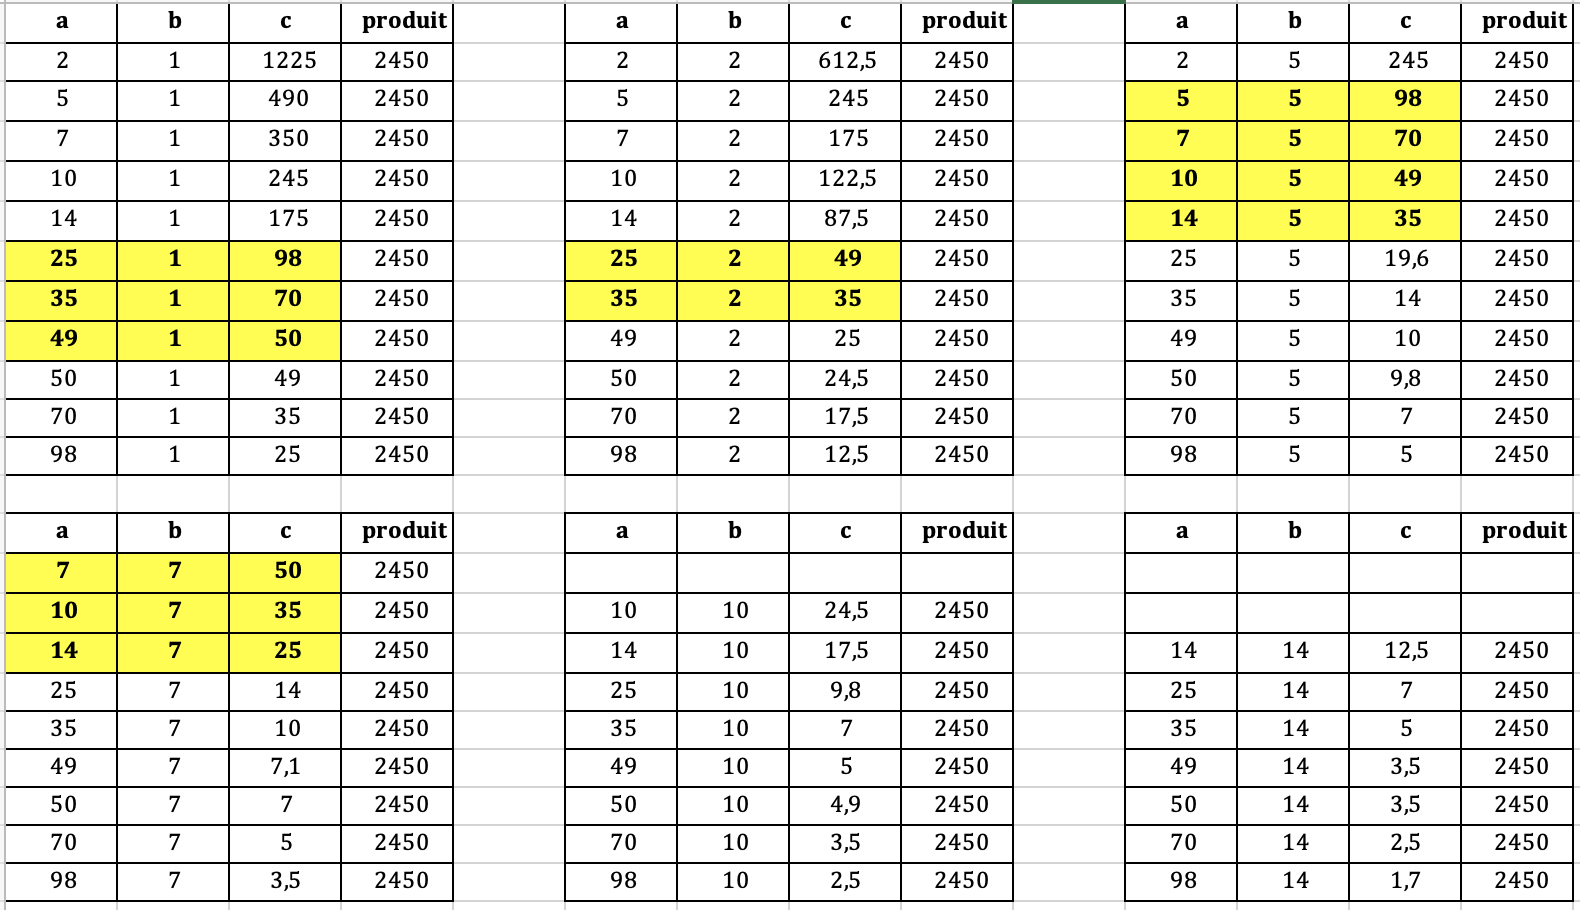 a b c produit a b c produit a b c produit
2 1 1225 2450 2 2 612,5 2450 2 5 245 2450
5 1 490 2450 5 2 245 2450 5 5 98 2450
7 1 350 2450 7 2 175 2450 7 5 70 2450
10 1 245 2450 10 2 122,5 2450 10 5 49 2450
14 1 175 2450 14 2 87,5 2450 14 5 35 2450
25 1 98 2450 25 2 49 2450 25 5 19,6 2450
35 1 70 2450 35 2 35 2450 35 5 14 2450
49 1 50 2450 49 2 25 2450 49 5 10 2450
50 1 49 2450 50 2 24,5 2450 50 5 9,8 2450
70 1 35 2450 70 2 17,5 2450 70 5 7 2450
98 1 25 2450 98 2 12,5 2450 98 5 5 2450
a b c produit a b c produit a b c produit
7 7 50 2450
10 7 35 2450 10 10 24,5 2450
14 7 25 2450 14 10 17,5 2450 14 14 12,5 2450
25 7 14 2450 25 10 9,8 2450 25 14 7 2450
35 7 10 2450 35 10 7 2450 35 14 5 2450
49 7 7,1 2450 49 10 5 2450 49 14 3,5 2450
50 7 7 2450 50 10 4,9 2450 50 14 3,5 2450
70 7 5 2450 70 10 3,5 2450 70 14 2,5 2450
98 7 3,5 2450 98 10 2,5 2450 98 14 1,7 2450